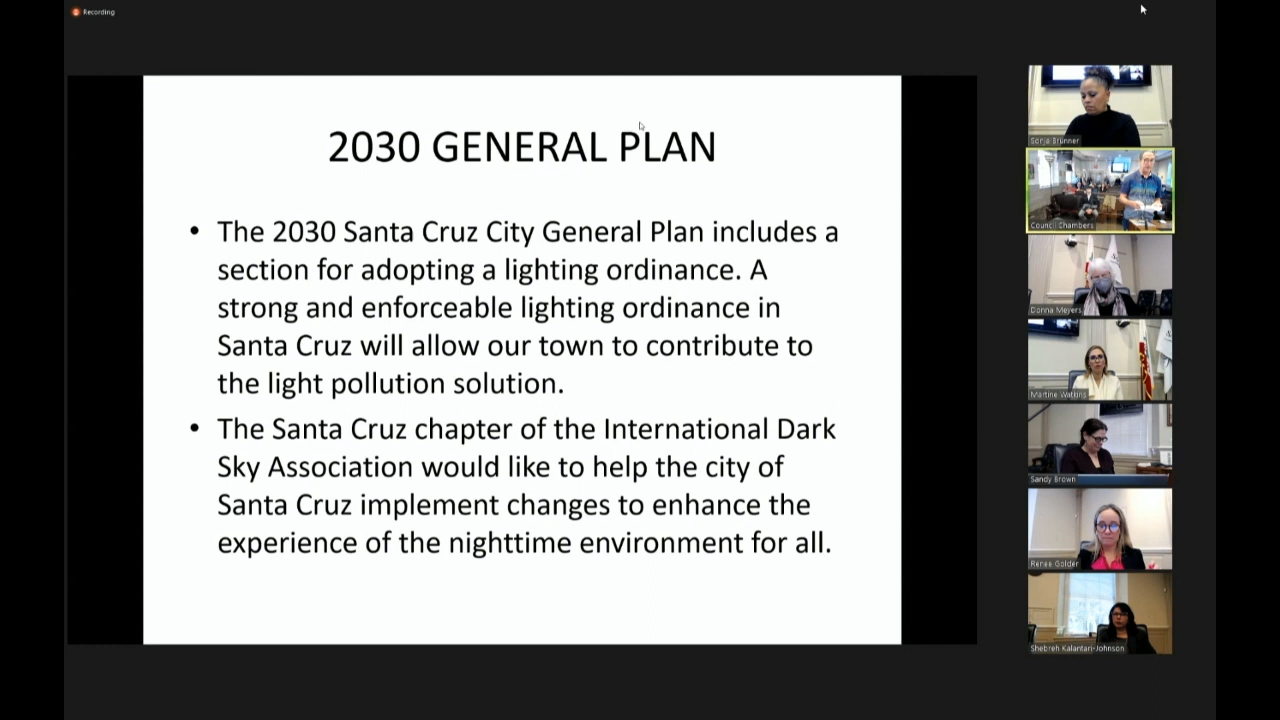 Recording
2030 GENERAL PLAN
• The 2030 Santa Cruz City General Plan includes a
section for adopting a lighting ordinance. A
strong and enforceable lighting ordinance in
Santa Cruz will allow our town to contribute to
the light pollution solution.
• The Santa Cruz chapter of the International Dark
Sky Association would like to help the city of
Santa Cruz implement changes to enhance the
experience of the nighttime environment for all.
Sonja Brunner
Council Chambers
Donna Meyers
Martine Watkins
Sandy Brown
Renee Golder
Shebreh Kalantari-Johnson